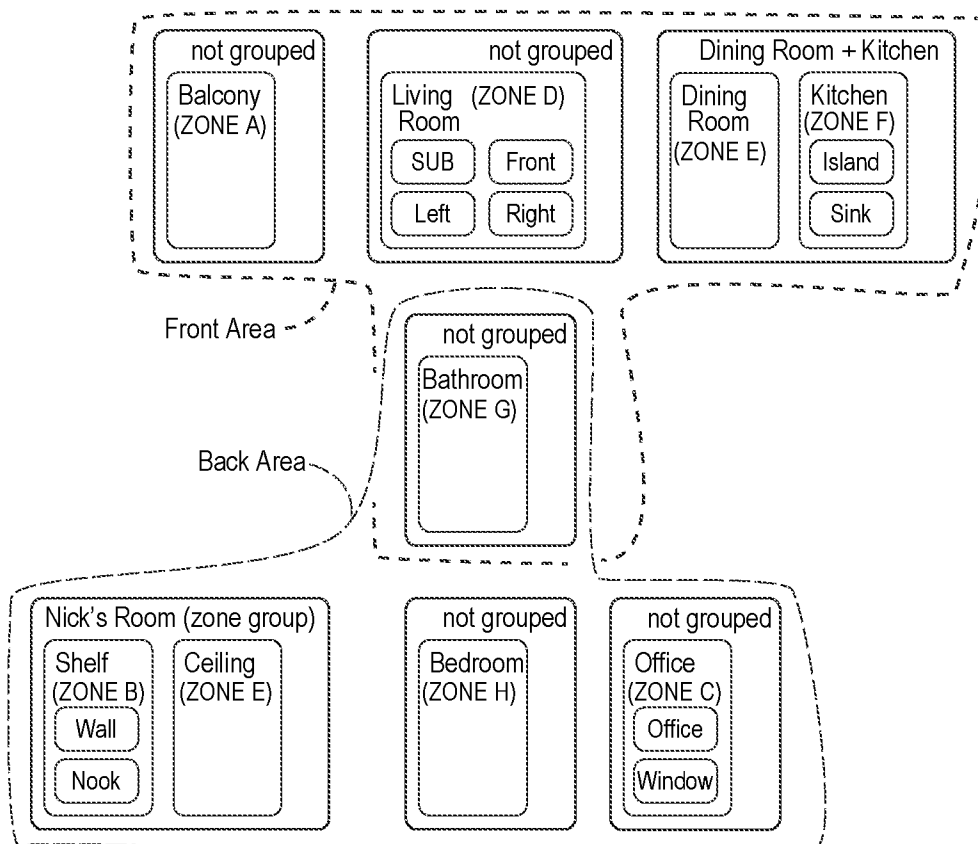 not grouped
Balcony
(ZONE A)
not grouped
Living (ZONE D)
Room
SUB
Front
Left
Right
Dining Room + Kitchen
Dining
Room
(ZONE E)
Kitchen
(ZONE F)
Island
Sink
Front Area
not grouped
Bathroom
(ZONE G)
Back Area
Nick's Room (zone group)
Shelf
(ZONE B)
Wall
Nook
Ceiling
(ZONE E)
not grouped
Bedroom
(ZONE H)
not grouped
Office
(ZONE C)
Office
Window